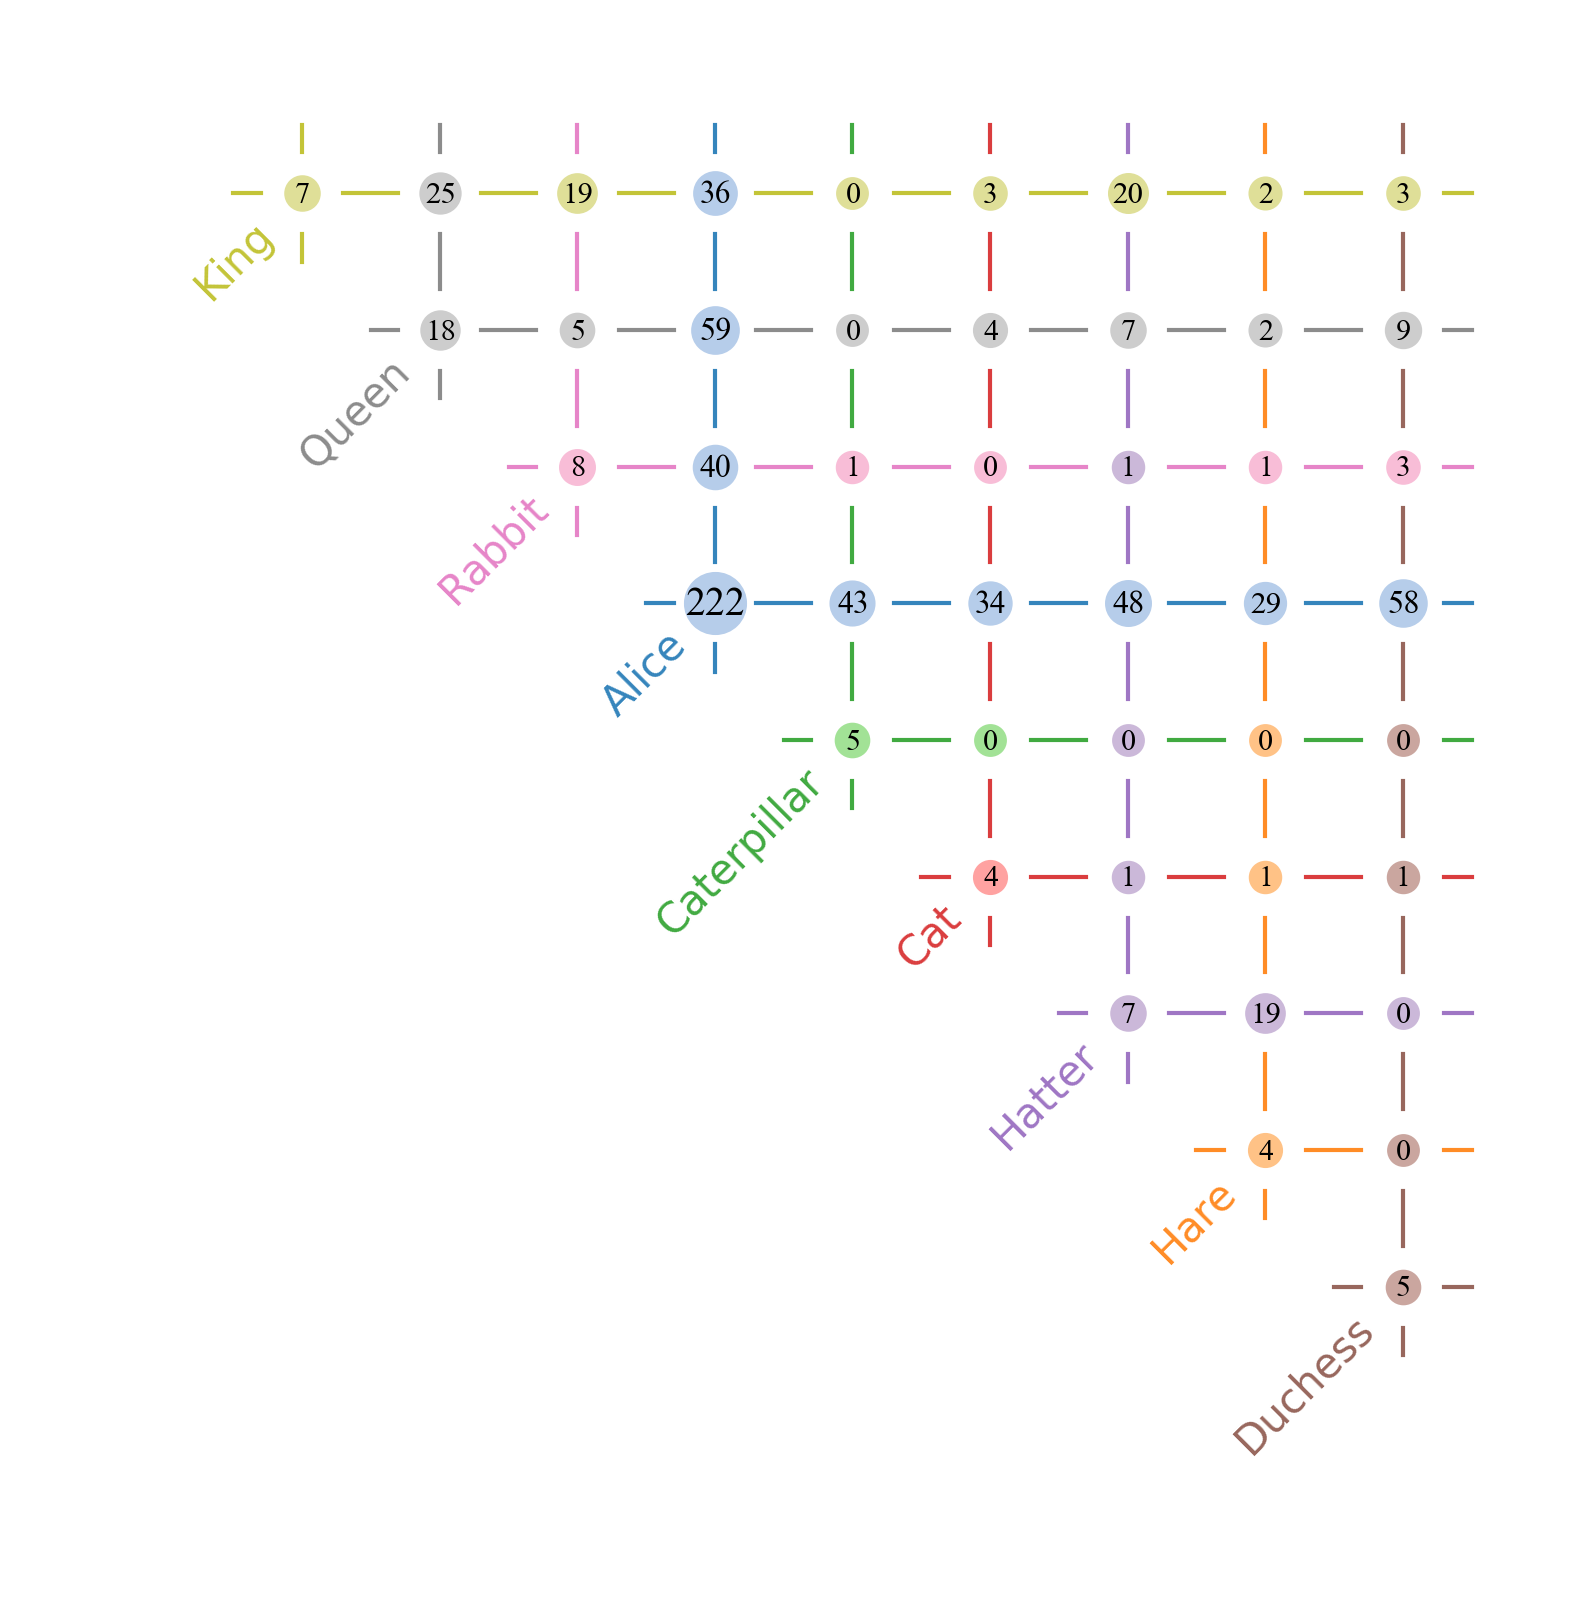 7 25 19 36 0 3 20 2 3
King
18 5 59 0 4 7 2 9
Queen
8 40 1 0 1 1 3
Rabbit
222 43 34 48 29 58
Alice
5 0 0 0 0
Caterpillar
4 1 1 1
Cat
7 19 0
Hatter
4 0
Hare
5
Duchess